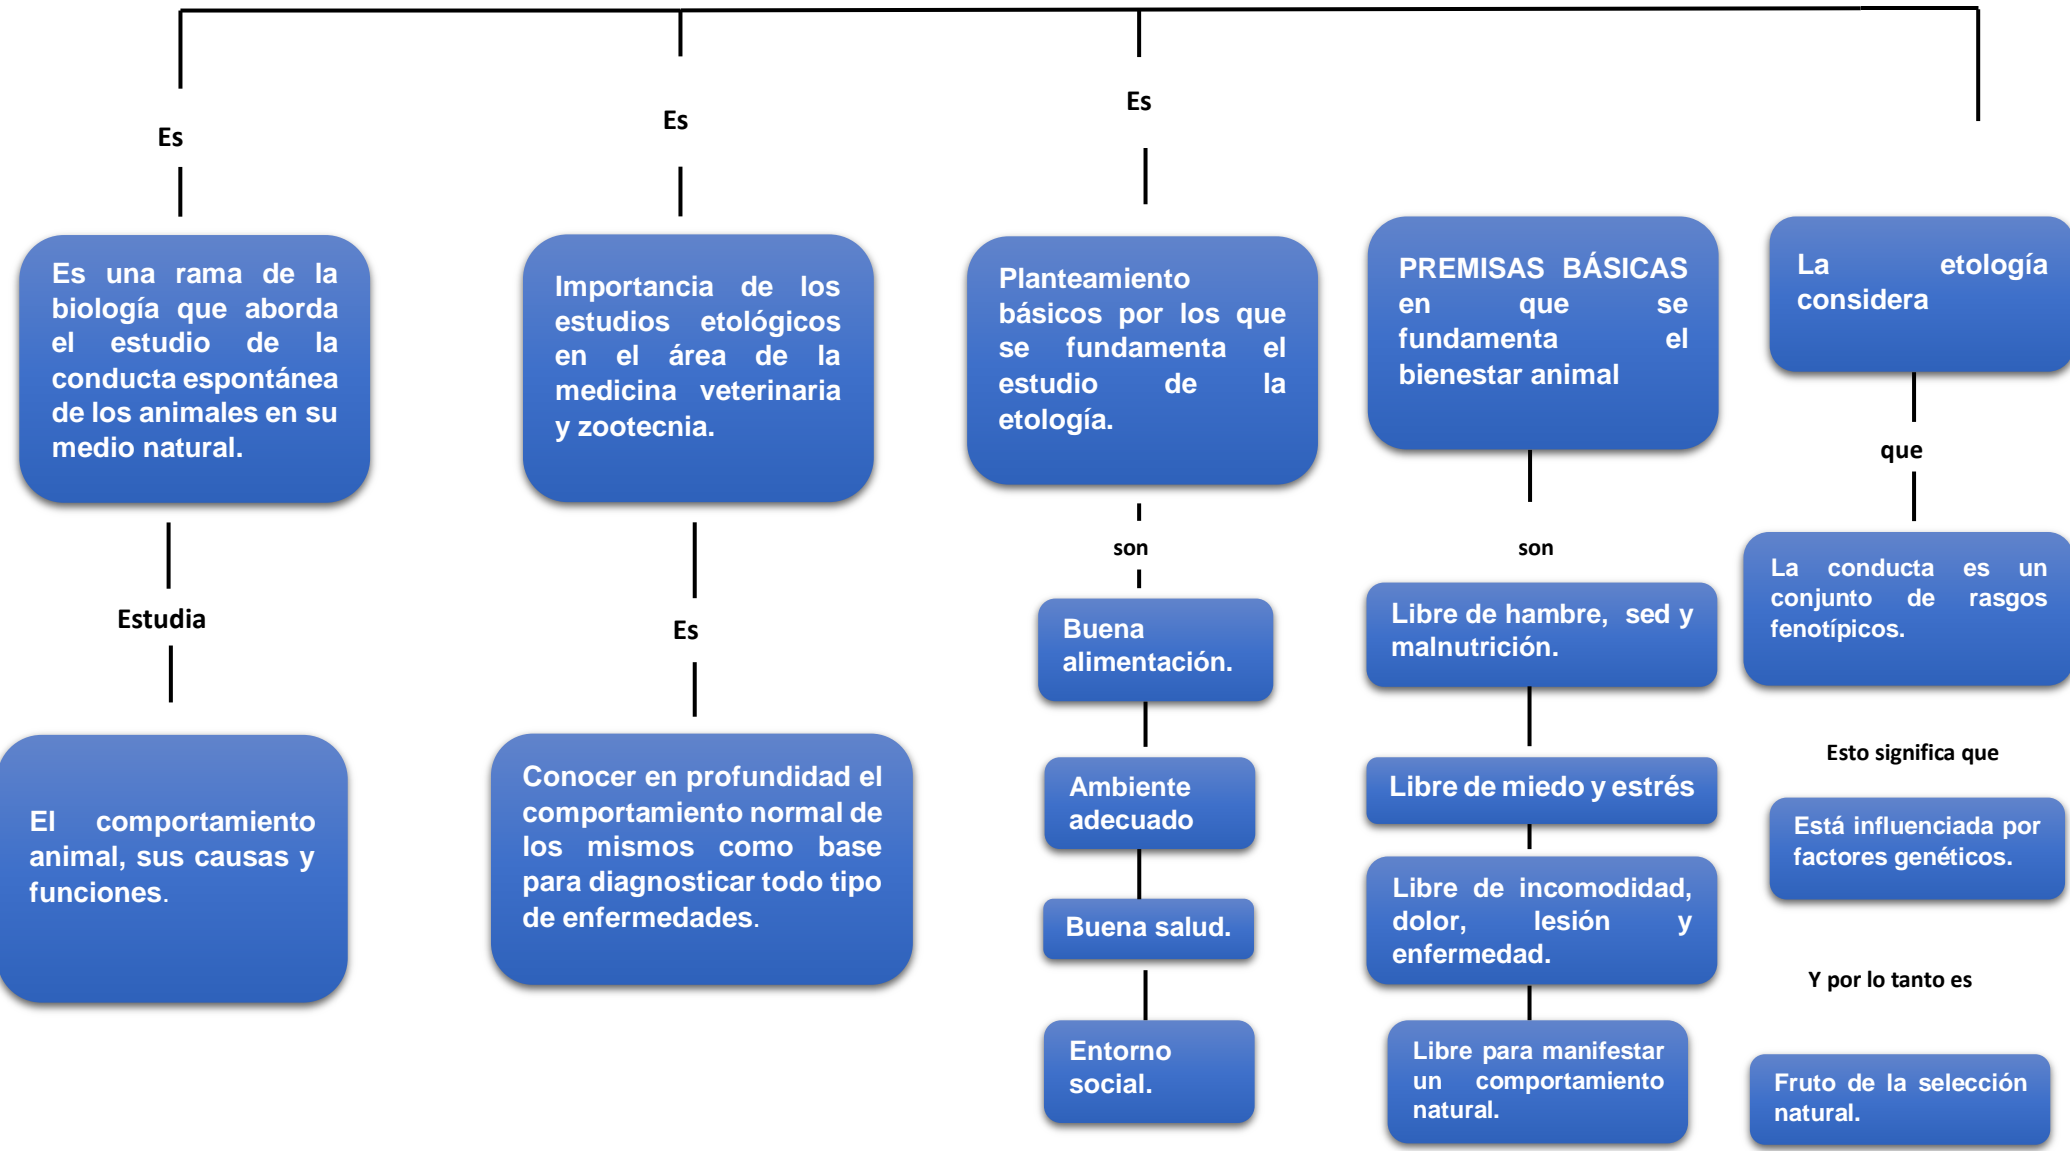 Es
Es una rama de la
biología que aborda
el estudio de la
conducta espontánea
de los animales en su
medio natural.
Estudia
El comportamiento
animal, sus causas y
funciones.
Es
Importancia de los
estudios etológicos
en el área de la
medicina veterinaria
y zootecnia.
Es
Conocer en profundidad el
comportamiento normal de
los mismos como base
para diagnosticar todo tipo
de enfermedades.
Es
Planteamiento
básicos por los que
se fundamenta el
estudio de la
etología.
son
Buena
alimentación.
Ambiente
adecuado
Buena salud.
Entorno
social.
PREMISAS BÁSICAS
en que se
fundamenta el
bienestar animal
son
Libre de hambre, sed y
malnutrición.
Libre de miedo y estrés
Libre de incomodidad,
dolor, lesión y
enfermedad.
Libre para manifestar
un comportamiento
natural.
La etología
considera
que
La conducta es un
conjunto de rasgos
fenotípicos.
Esto significa que
Está influenciada por
factores genéticos.
Y por lo tanto es
Fruto de la selección
natural.